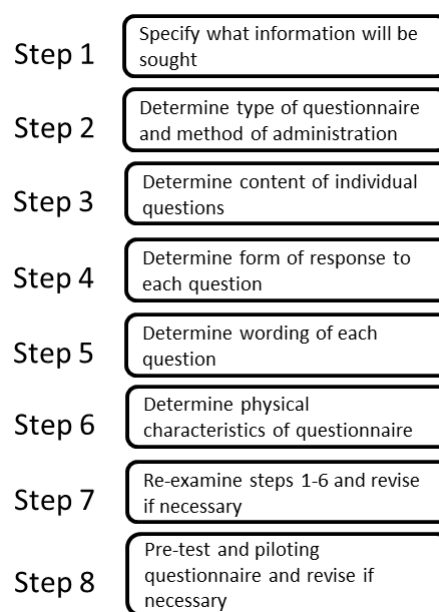 Step 1
Specify what information will be
sought
Step 2
Determine type of questionnaire
and method of administration
Step 3
Determine content of individual
questions
Step 4
Determine form of response to
each question
Step 5
Determine wording of each
question
Step 6
Determine physical
characteristics of questionnaire
Step 7
Re-examine steps 1-6 and revise
if necessary
Step 8
Pre-test and piloting
questionnaire and revise if
necessary